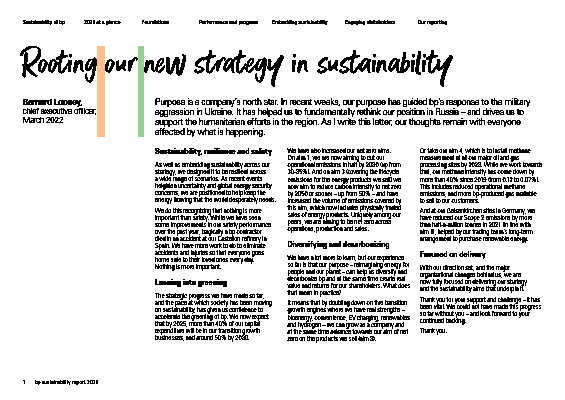 Sustainability at bp 2021 at a glance Foundations Performance and progress Embedding sustainability Engaging stakeholders Our reporting
Rooting our new strategy in sustainability
Bernard Looney,
chief executive officer,
March 2022
Purpose is a company's north star. In recent weeks, our purpose has guided bp's response to the military
aggression in Ukraine. It has helped us to fundamentally rethink our position in Russia – and drives us to
support the humanitarian efforts in the region. As I write this letter, our thoughts remain with everyone
affected by what is happening.
Sustainability, resilience and safety
As well as embedding sustainability across our
strategy, we designed it to be resilient across
a wide range of scenarios. As recent events
heighten uncertainty and global energy security
concerns, we are positioned to help keep the
energy flowing that the world desperately needs.
We do this recognizing that nothing is more
important than safety. While we have seen
some improvements in our safety performance
over the past year, tragically a bp contractor
died in an accident at our Castellón refinery in
Spain. We have more work to do to eliminate
accidents and injuries so that everyone goes
home safe to their loved ones every day.
Nothing is more important.
Leaning into greening
The strategic progress we have made so far,
and the pace at which society has been moving
on sustainability, has given us confidence to
accelerate the greening of bp. We now expect
that by 2025, more than 40% of our capital
expenditure will be in our transition growth
businesses, and around 50% by 2030.
We have also increased our net zero aims.
On aim 1, we are now aiming to cut our
operational emissions in half by 2030 (up from
30-35%). And on aim 3 (covering the lifecycle
emissions for the energy products we sell) we
now aim to reduce carbon intensity to net zero
by 2050 or sooner – up from 50% – and have
increased the volume of emissions covered by
this aim, which now includes physically traded
sales of energy products. Uniquely among our
peers, we are aiming to be net zero across
operations, production and sales.
Diversifying and decarbonizing
We have a lot more to learn, but our experience
so far is that our purpose – reimagining energy for
people and our planet – can help us diversify and
decarbonize bp and at the same time create real
value and returns for our shareholders. What does
that mean in practice?
It means that by doubling down on the transition
growth engines where we have real strengths –
bioenergy, convenience, EV charging, renewables
and hydrogen – we can grow as a company and
at the same time advance towards our aim of net
zero on the products we sell (aim 3).
Or take our aim 4, which is to install methane
measurement at all our major oil and gas
processing sites by 2023. While we work towards
that, our methane intensity has come down by
more than 40% since 2019 (from 0.12 to 0.07%).
This includes reduced operational methane
emissions, and more bp-produced gas available
to sell to our customers.
And at our Gelsenkirchen sites in Germany, we
have reduced our Scope 2 emissions by more
than half-a-million tonnes in 2021 in line with
aim 1, helped by our trading team's long-term
arrangement to purchase renewable energy.
Focused on delivery
With our direction set, and the major
organizational changes behind us, we are
now fully focused on delivering our strategy
and the sustainability aims that underpin it.
Thank you for your support and challenge – it has
been vital. We could not have made this progress
so far without you – and look forward to your
continued backing.
Thank you.
1 bp sustainability report 2021